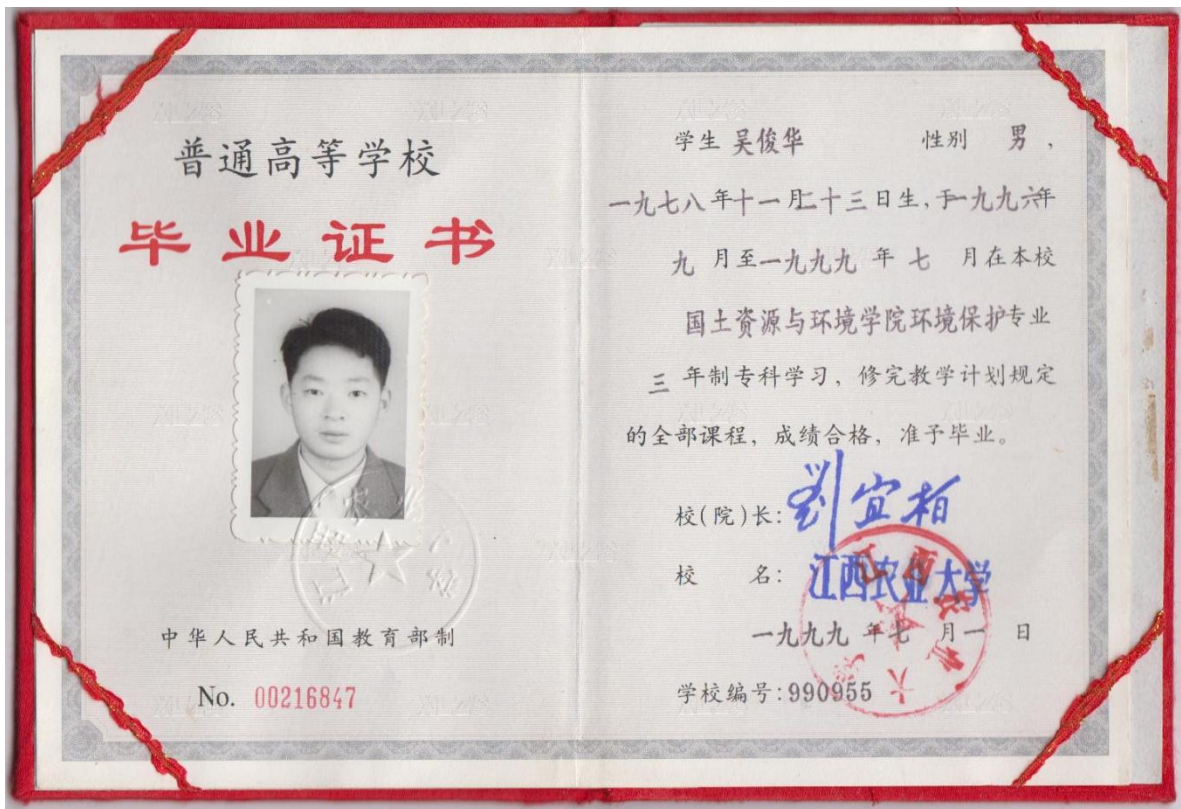 普通高等学校
毕业证书
中华人民共和国教育部制
No. 00216847
学生 吴俊华 性别 男，
一九七八年十一月二十三日生，于一九九六年
九 月至一九九九 年 七 月在本校
国土资源与环境学院环境保护专业
三 年制专科学习，修完教学计划规定
的全部课程，成绩合格，准予毕业。
校(院)长：劉宜柏
校 名：江西农业大学
一九九九 年七 月一 日
学校编号：990955